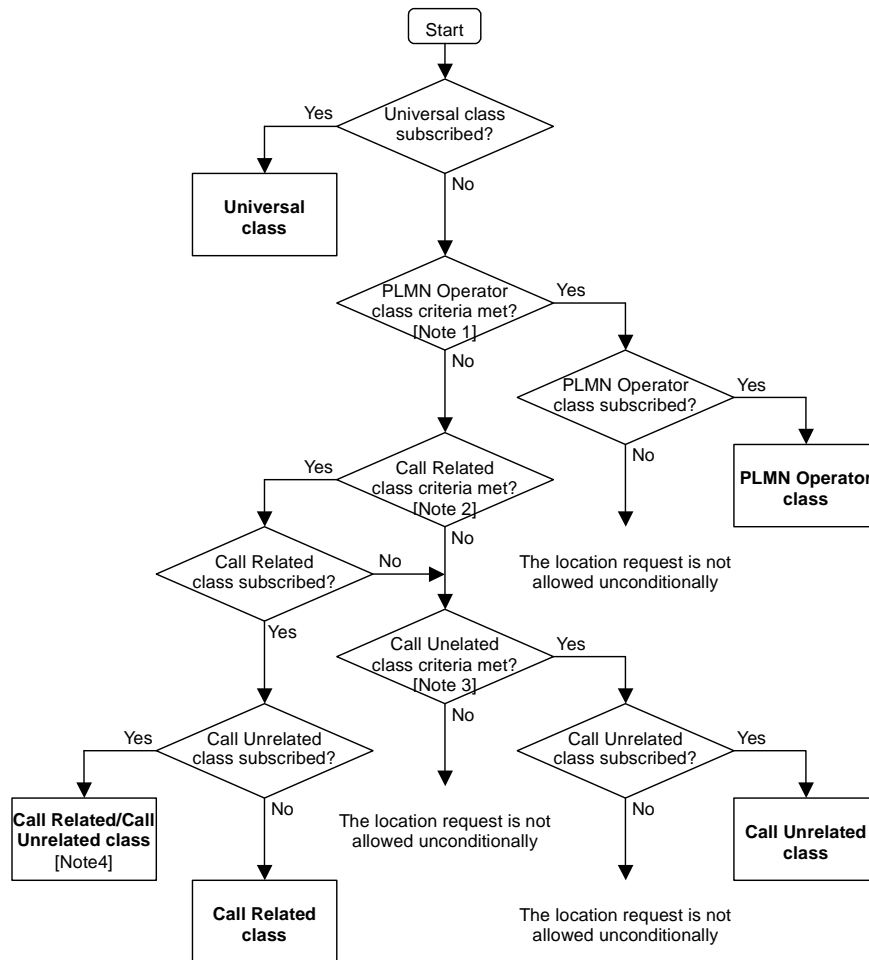 Start
Universal class
subscribed?
Yes
No
Universal
class
PLMN Operator
class criteria met?
[Note 1]
Yes
No
PLMN Operator
class subscribed?
Yes
No
PLMN Operator
class
Call Related
class criteria met?
[Note 2]
Yes
No
The location request is not
allowed unconditionally
Call Related
class subscribed?
No
Yes
Call Unelated
class criteria met?
[Note 3]
Yes
No
Call Unrelated
class subscribed?
Yes
No
Call Unrelated
class subscribed?
Yes
No
Call Related/Call
Unrelated class
[Note4]
The location request is not
allowed unconditionally
Call Unrelated
class
Call Related
class
The location request is not
allowed unconditionally